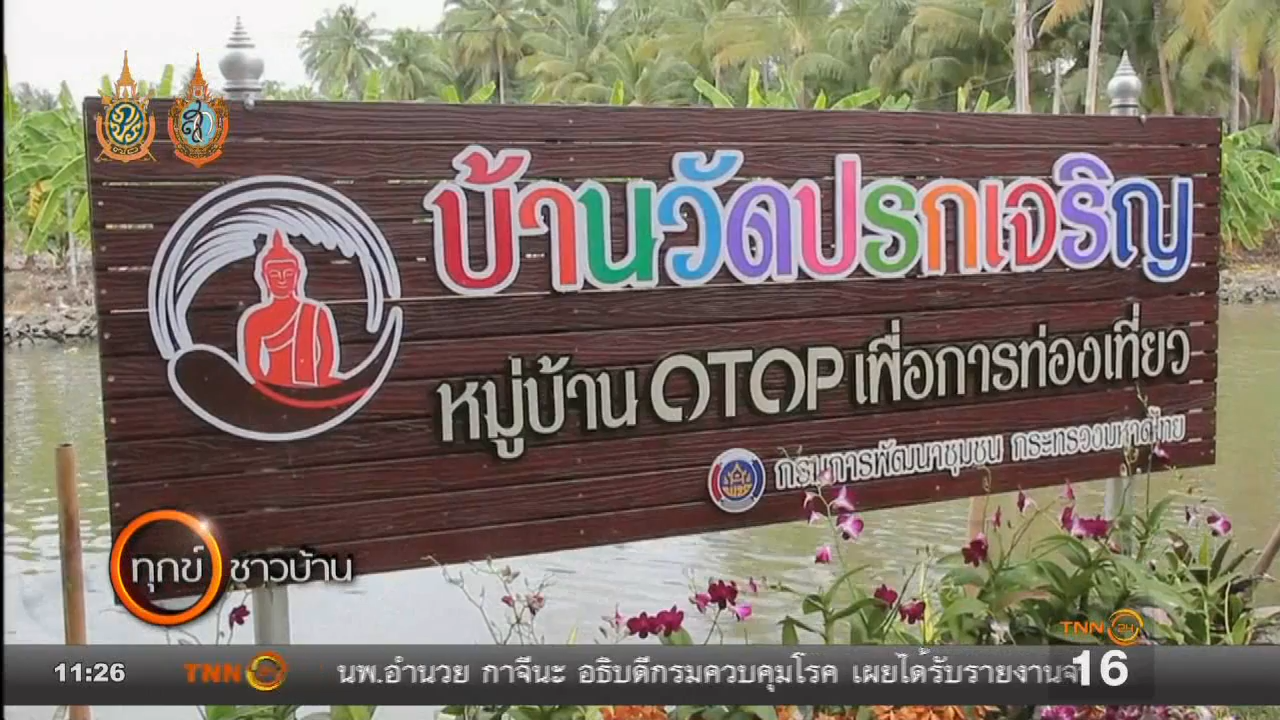 บ้านวัดปรกเจริญ
หมู่บ้าน OTOP เพื่อการท่องเที่ยว
กรมการพัฒนาชุมชน กระทรวงมหาดไทย
ทุกข์ ชาวบ้าน
TNN 24
11:26 TNN 24 นพ.อำนวย กาจีนะ อธิบดีกรมควบคุมโรค เผยได้รับรายงานจ 16